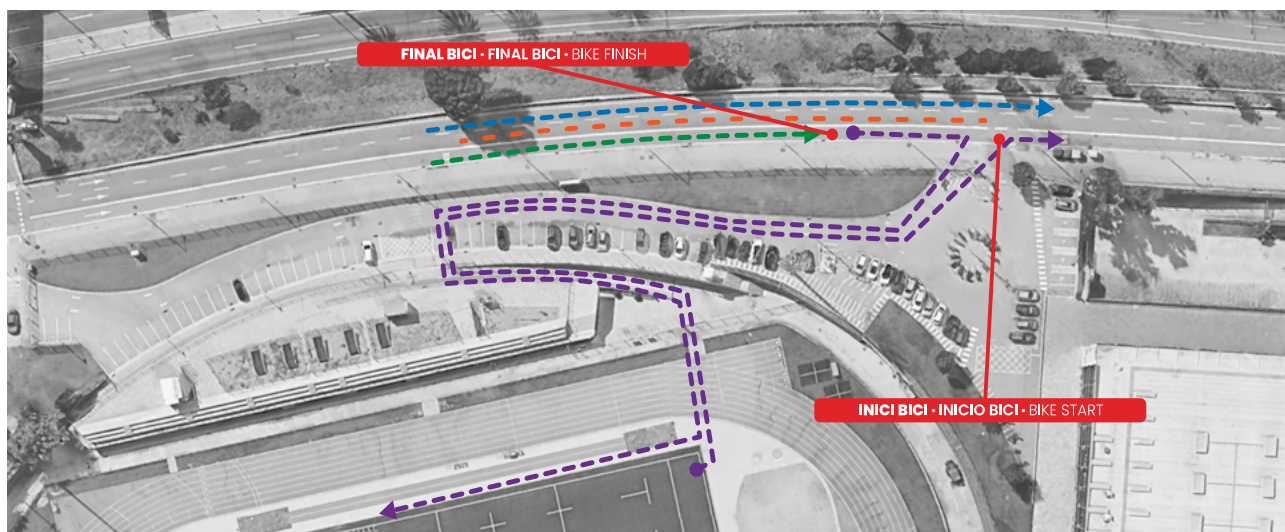 FINAL BICI · FINAL BICI · BIKE FINISH
INICI BICI · INICIO BICI · BIKE START